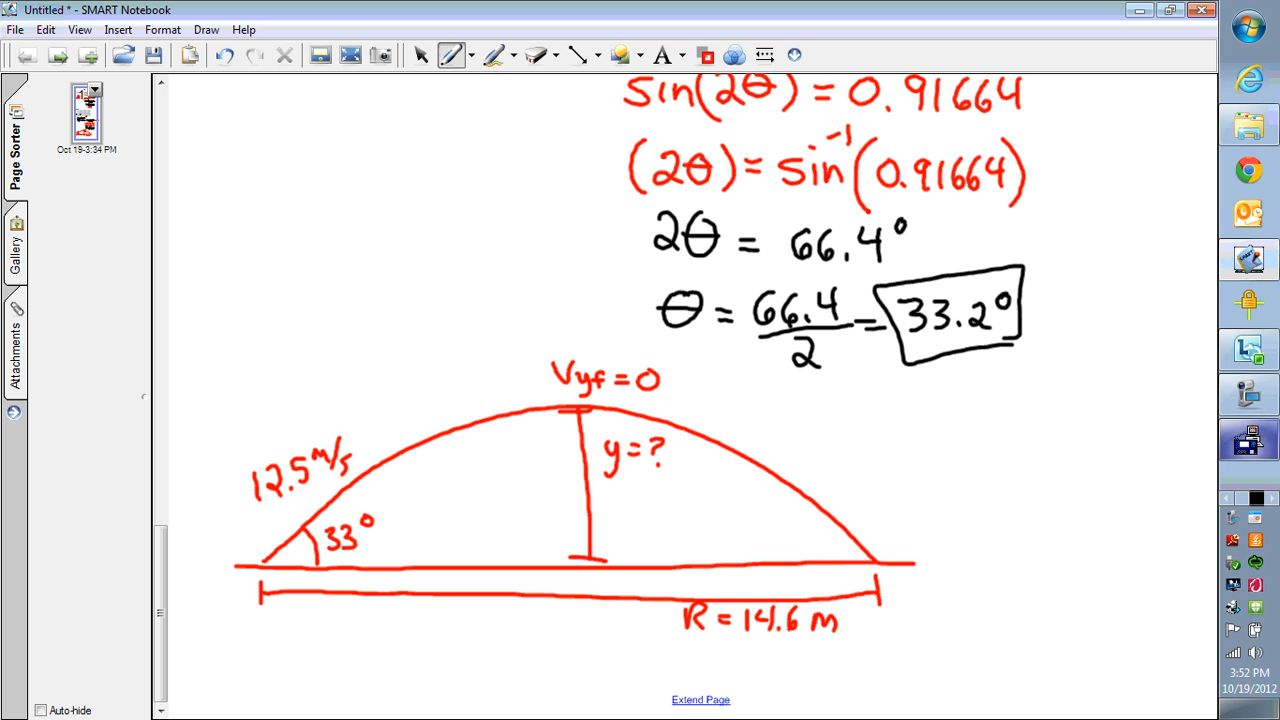 Untitled * - SMART Notebook
File Edit View Insert Format Draw Help
Page Sorter
Gallery
Attachments
Oct 19-3:34 PM
sin(2θ) = 0.91664
(2θ) = sin⁻¹(0.91664)
2θ = 66.4°
θ = 66.4/2 = 33.2°
Vyf = 0
12.5 m/s
y = ?
33°
R = 14.6 m
Extend Page
Auto-hide
3:52 PM
10/19/2012